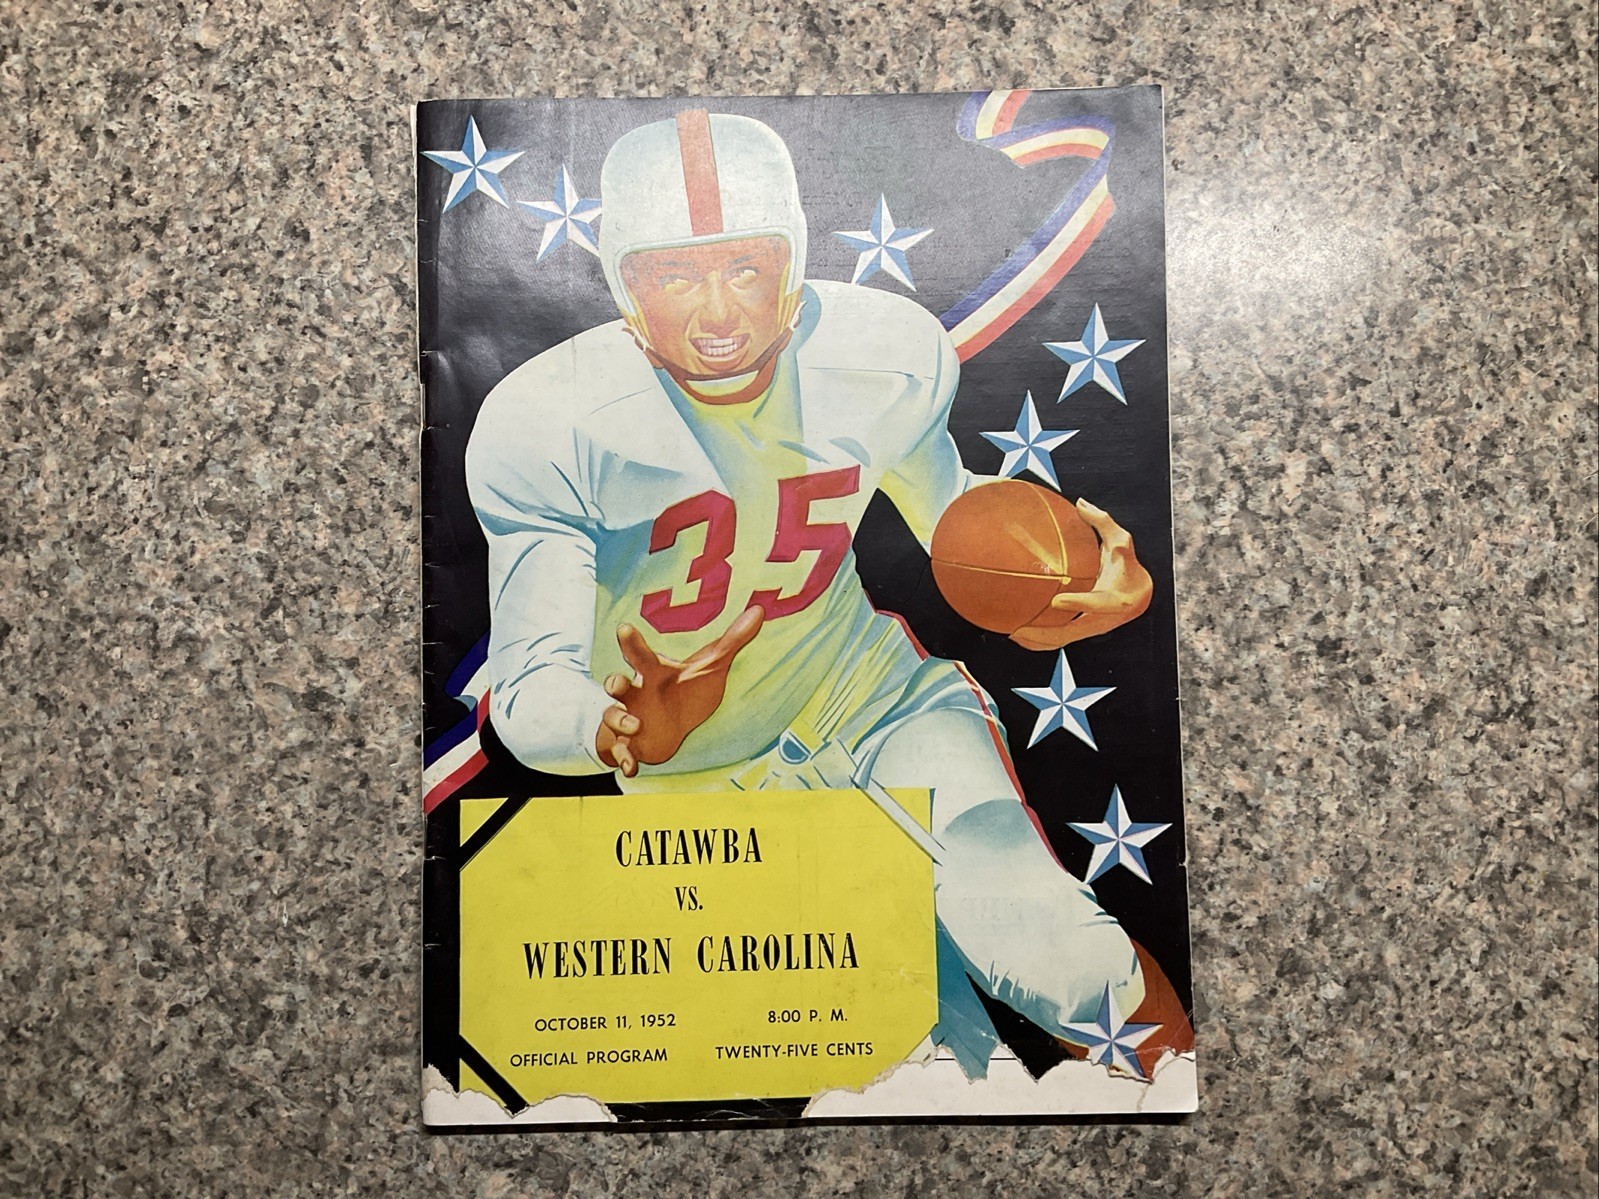 35
CATAWBA
VS.
WESTERN CAROLINA
OCTOBER 11, 1952 8:00 P. M.
OFFICIAL PROGRAM TWENTY-FIVE CENTS